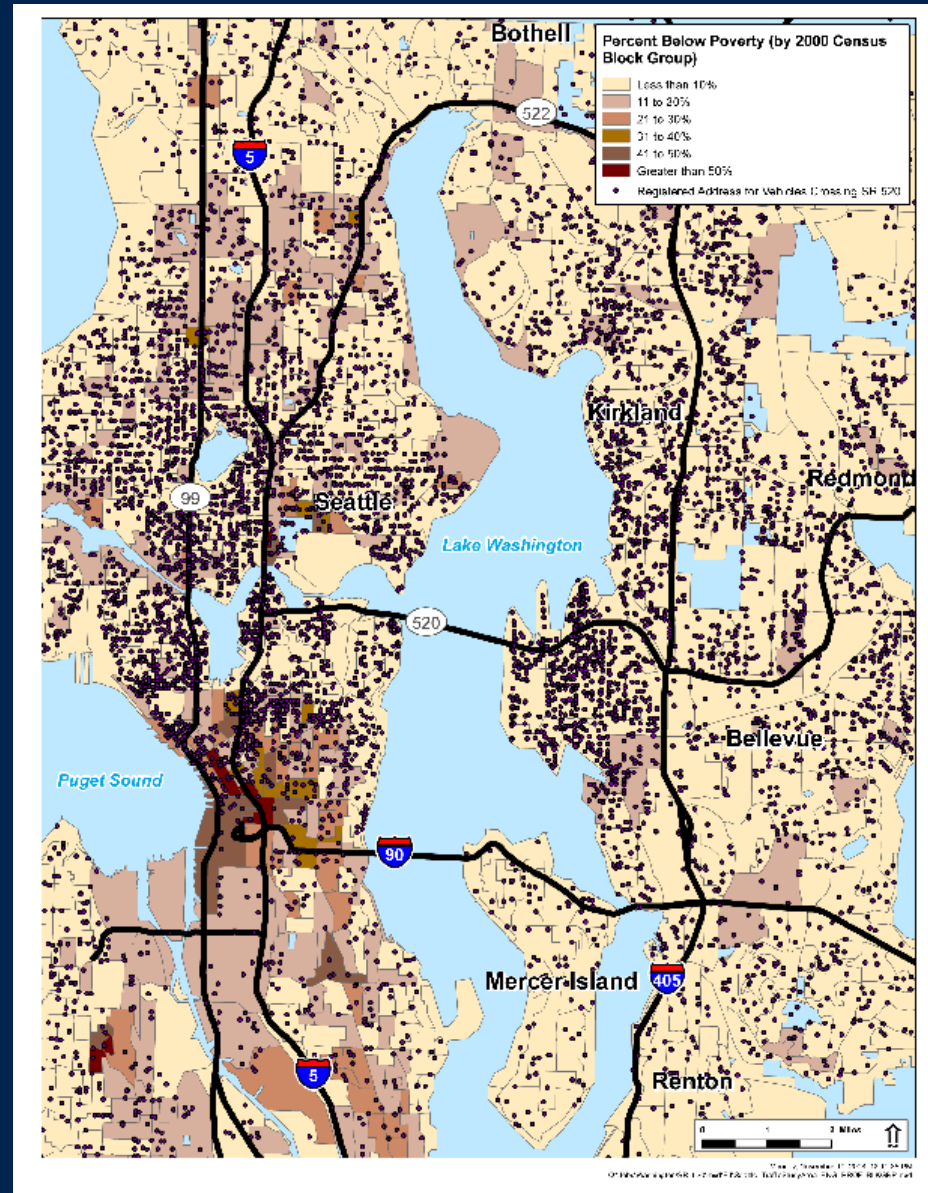 Bothell
Percent Below Poverty (by 2000 Census
Block Group)
Less than 10%
11 to 20%
21 to 30%
31 to 40%
41 to 50%
Greater than 50%
Registered Address for Vehicles Crossing SR 520
522
5
Kirkland
Redmond
99
Seattle
Lake Washington
520
Bellevue
Puget Sound
90
Mercer Island
405
5
Renton
0 1 2 Miles